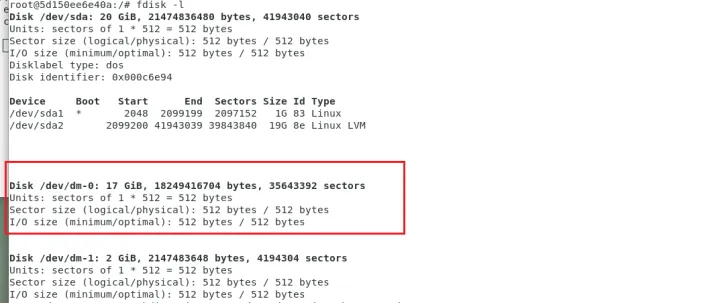 root@5d150ee6e40a:/# fdisk -l
Disk /dev/sda: 20 GiB, 21474836480 bytes, 41943040 sectors
Units: sectors of 1 * 512 = 512 bytes
Sector size (logical/physical): 512 bytes / 512 bytes
I/O size (minimum/optimal): 512 bytes / 512 bytes
Disklabel type: dos
Disk identifier: 0x000c6e94
Device     Boot   Start      End  Sectors Size Id Type
/dev/sda1  *       2048  2099199  2097152   1G 83 Linux
/dev/sda2       2099200 41943039 39843840  19G 8e Linux LVM
Disk /dev/dm-0: 17 GiB, 18249416704 bytes, 35643392 sectors
Units: sectors of 1 * 512 = 512 bytes
Sector size (logical/physical): 512 bytes / 512 bytes
I/O size (minimum/optimal): 512 bytes / 512 bytes
Disk /dev/dm-1: 2 GiB, 2147483648 bytes, 4194304 sectors
Units: sectors of 1 * 512 = 512 bytes
Sector size (logical/physical): 512 bytes / 512 bytes
I/O size (minimum/optimal): 512 bytes / 512 bytes